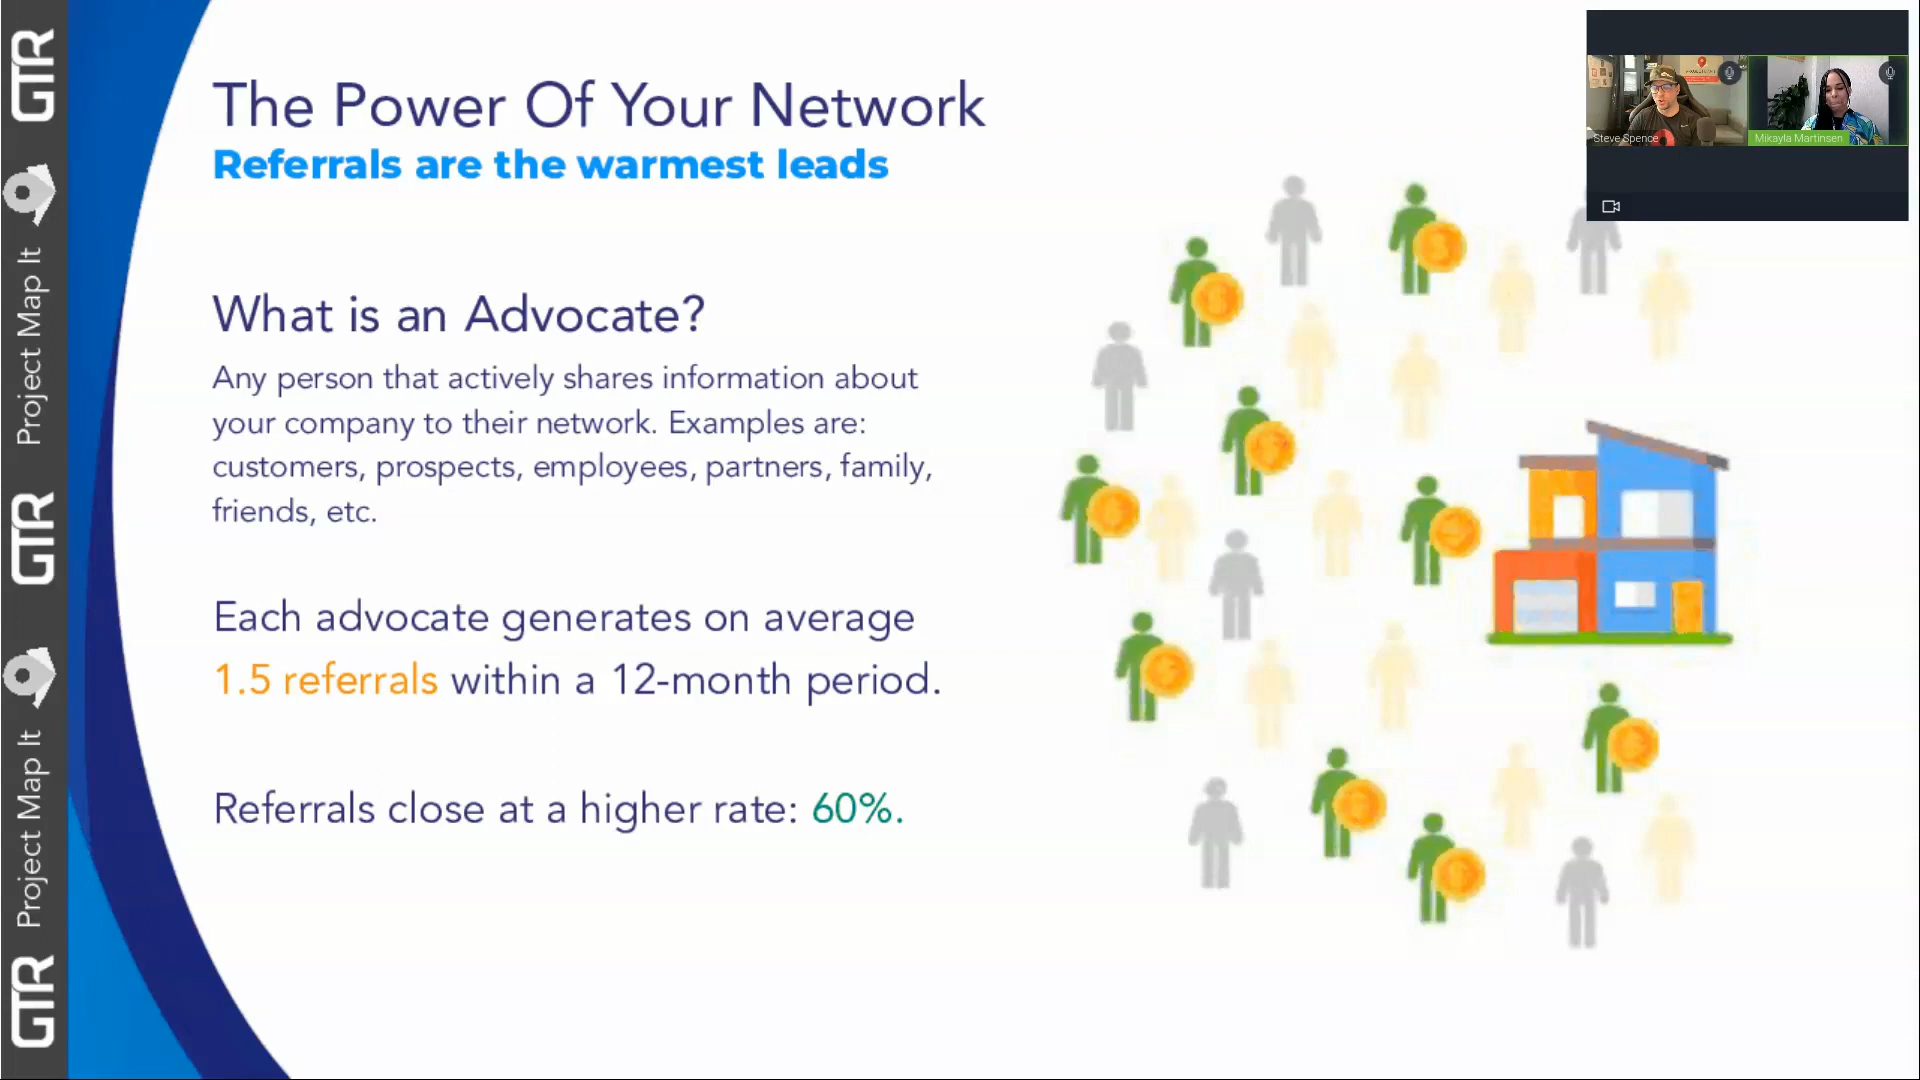 The Power Of Your Network
Referrals are the warmest leads
What is an Advocate?
Any person that actively shares information about
your company to their network. Examples are:
customers, prospects, employees, partners, family,
friends, etc.
Each advocate generates on average
1.5 referrals within a 12-month period.
Referrals close at a higher rate: 60%.
GTR
Project Map It
GTR
Project Map It
GTR
Steve Spence
Mikayla Martinsen